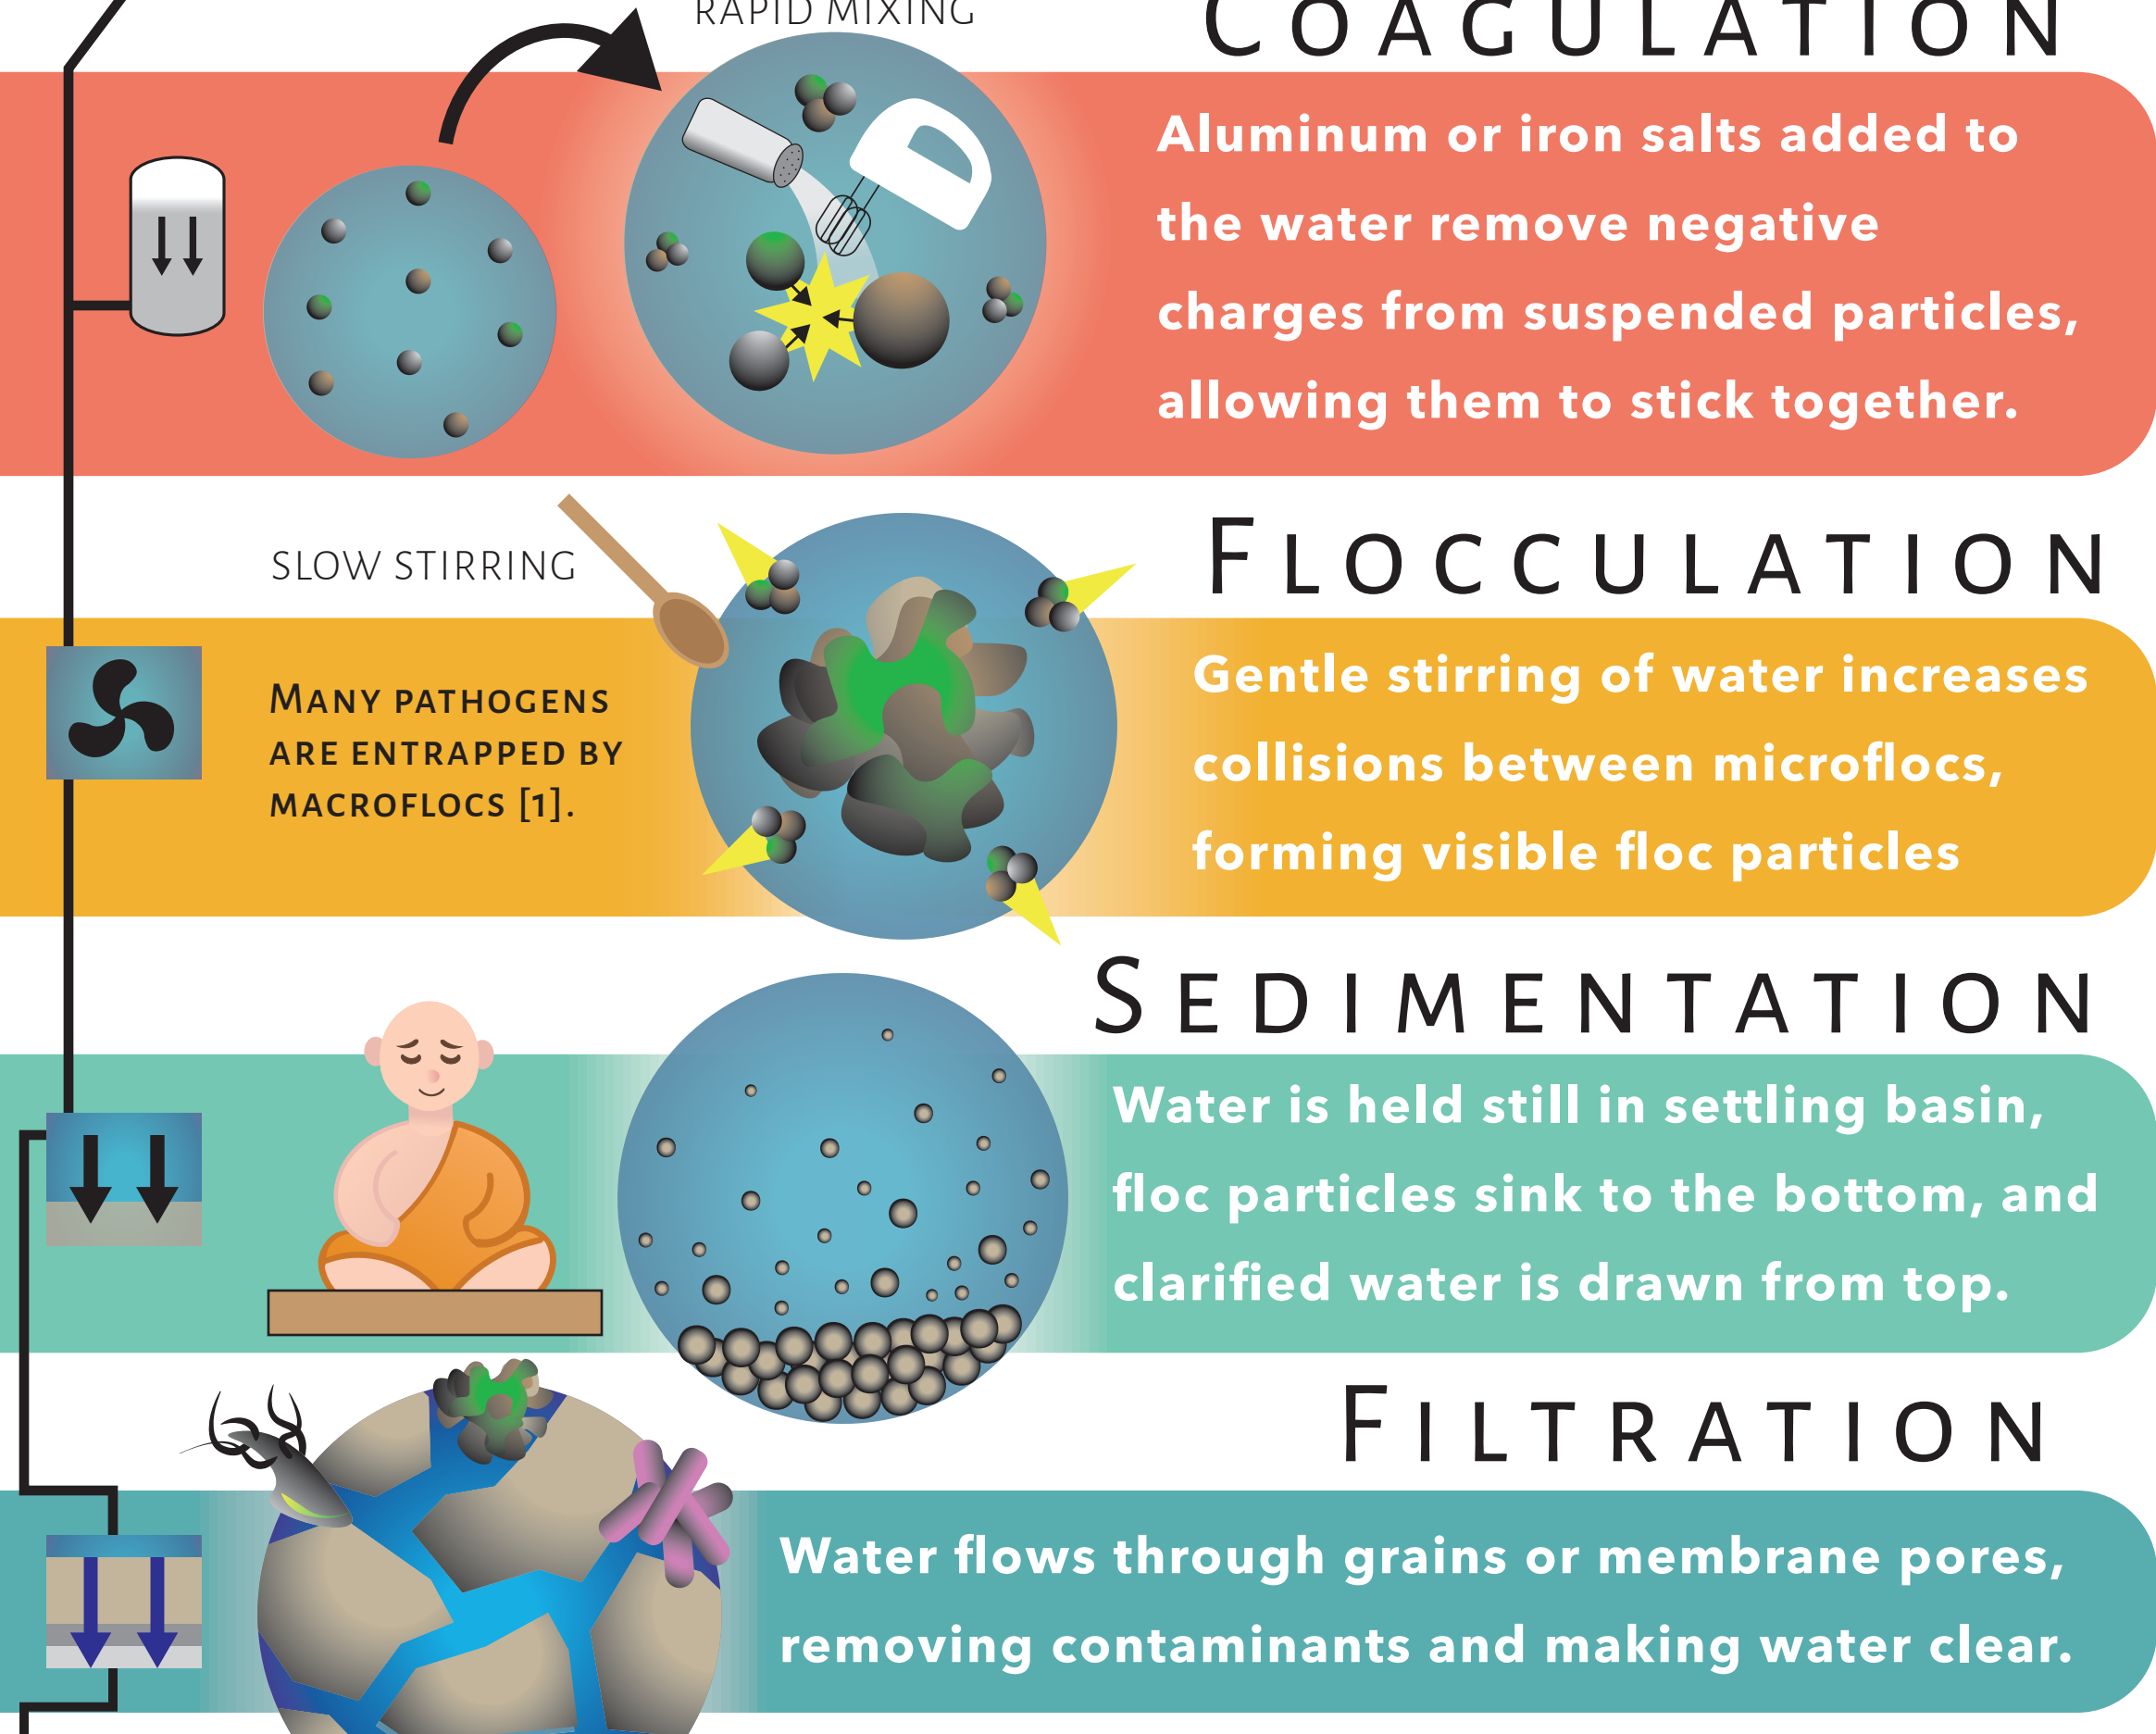 RAPID MIXING
COAGULATION
Aluminum or iron salts added to
the water remove negative
charges from suspended particles,
allowing them to stick together.
SLOW STIRRING
FLOCCULATION
MANY PATHOGENS
ARE ENTRAPPED BY
MACROFLOCS [1].
Gentle stirring of water increases
collisions between microflocs,
forming visible floc particles
SEDIMENTATION
Water is held still in settling basin,
floc particles sink to the bottom, and
clarified water is drawn from top.
FILTRATION
Water flows through grains or membrane pores,
removing contaminants and making water clear.